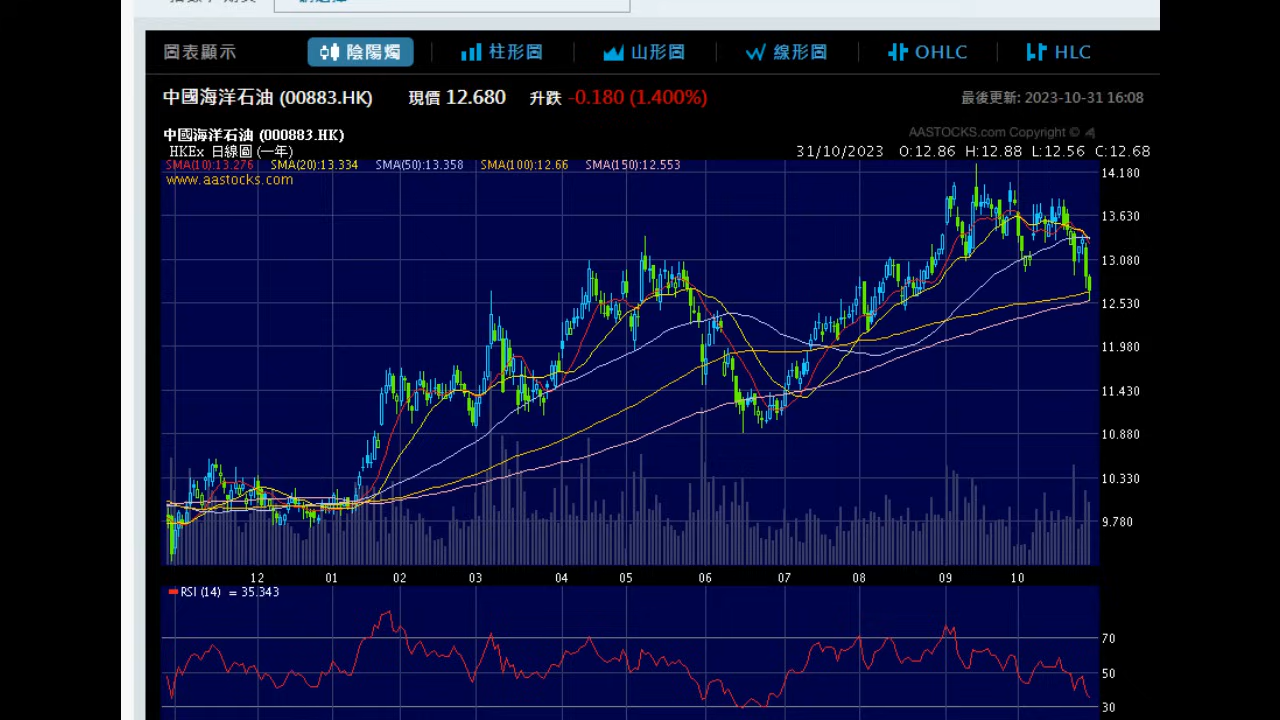 圖表顯示 陰陽燭 柱形圖 山形圖 線形圖 OHLC HLC
中國海洋石油 (00883.HK) 現價 12.680 升跌 -0.180 (1.400%) 最後更新: 2023-10-31 16:08
AASTOCKS.com Copyright ©
中國海洋石油 (000883.HK)
HKEx 日線圖 (一年) 31/10/2023 O:12.86 H:12.88 L:12.56 C:12.68
SMA(10):13.276 SMA(20):13.334 SMA(50):13.358 SMA(100):12.66 SMA(150):12.553
www.aastocks.com
14.180
13.630
13.080
12.530
11.980
11.430
10.880
10.330
9.780
12 01 02 03 04 05 06 07 08 09 10
RSI (14) = 35.343
70
50
30